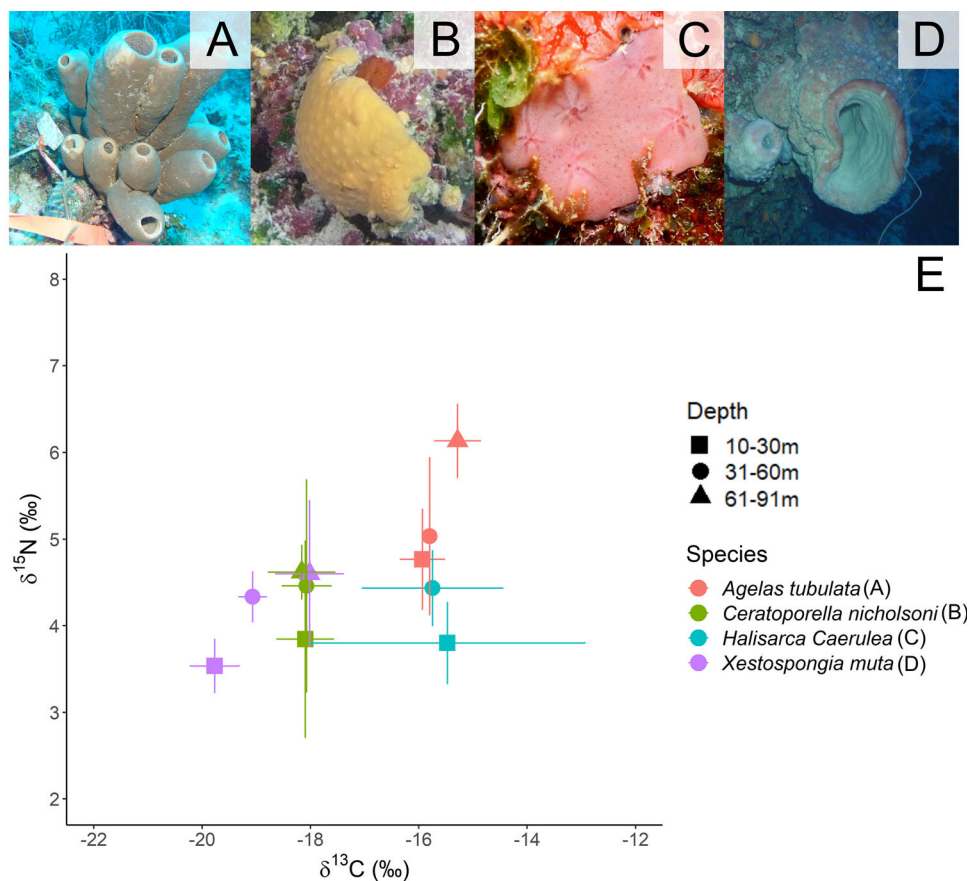 A
B
C
D
E
8
7
6
5
4
3
2
δ¹⁵N (‰)
-22
-20
-18
-16
-14
-12
δ¹³C (‰)
Depth
10-30m
31-60m
61-91m
Species
Agelas tubulata (A)
Ceratoporella nicholsoni (B)
Halisarca Caerulea (C)
Xestospongia muta (D)